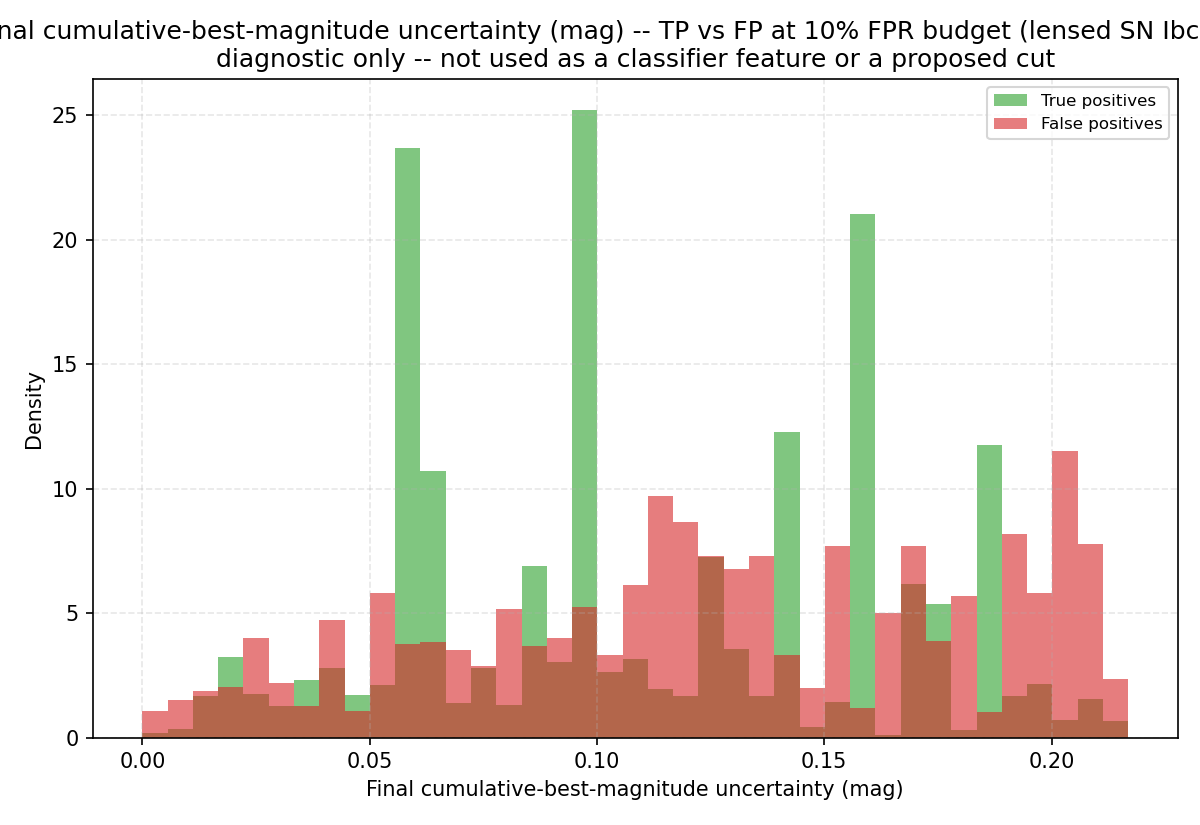 nal cumulative-best-magnitude uncertainty (mag) -- TP vs FP at 10% FPR budget (lensed SN Ibc
diagnostic only -- not used as a classifier feature or a proposed cut
True positives
False positives
Density
25
20
15
10
5
0
0.00 0.05 0.10 0.15 0.20
Final cumulative-best-magnitude uncertainty (mag)